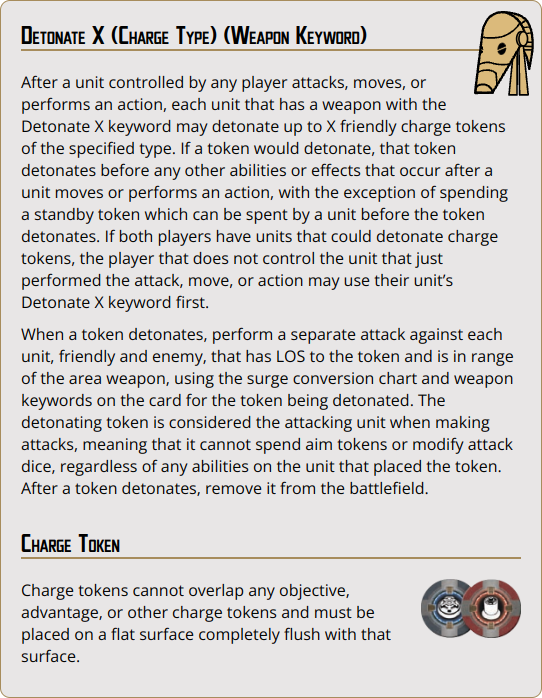 Detonate X (Charge Type) (Weapon Keyword)
After a unit controlled by any player attacks, moves, or
performs an action, each unit that has a weapon with the
Detonate X keyword may detonate up to X friendly charge tokens
of the specified type. If a token would detonate, that token
detonates before any other abilities or effects that occur after a
unit moves or performs an action, with the exception of spending
a standby token which can be spent by a unit before the token
detonates. If both players have units that could detonate charge
tokens, the player that does not control the unit that just
performed the attack, move, or action may use their unit’s
Detonate X keyword first.
When a token detonates, perform a separate attack against each
unit, friendly and enemy, that has LOS to the token and is in range
of the area weapon, using the surge conversion chart and weapon
keywords on the card for the token being detonated. The
detonating token is considered the attacking unit when making
attacks, meaning that it cannot spend aim tokens or modify attack
dice, regardless of any abilities on the unit that placed the token.
After a token detonates, remove it from the battlefield.
Charge Token
Charge tokens cannot overlap any objective,
advantage, or other charge tokens and must be
placed on a flat surface completely flush with that
surface.